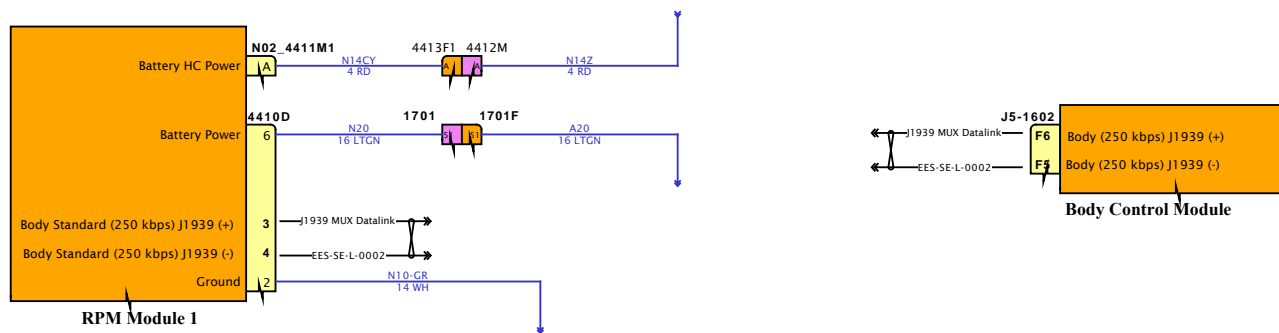 N02_4411M1
4413F1 4412M
Battery HC Power A N14CY A A N14Z
4 RD 4 RD
4410D 1701 1701F
Battery Power 6 N20 51 A20
16 LTGN 16 LTGN
J5-1602
J1939 MUX Datalink F6 Body (250 kbps) J1939 (+)
EES-SE-L-0002 F5 Body (250 kbps) J1939 (-)
Body Control Module
Body Standard (250 kbps) J1939 (+) 3 J1939 MUX Datalink
Body Standard (250 kbps) J1939 (-) 4 EES-SE-L-0002
Ground 2 N10-GR
14 WH
RPM Module 1